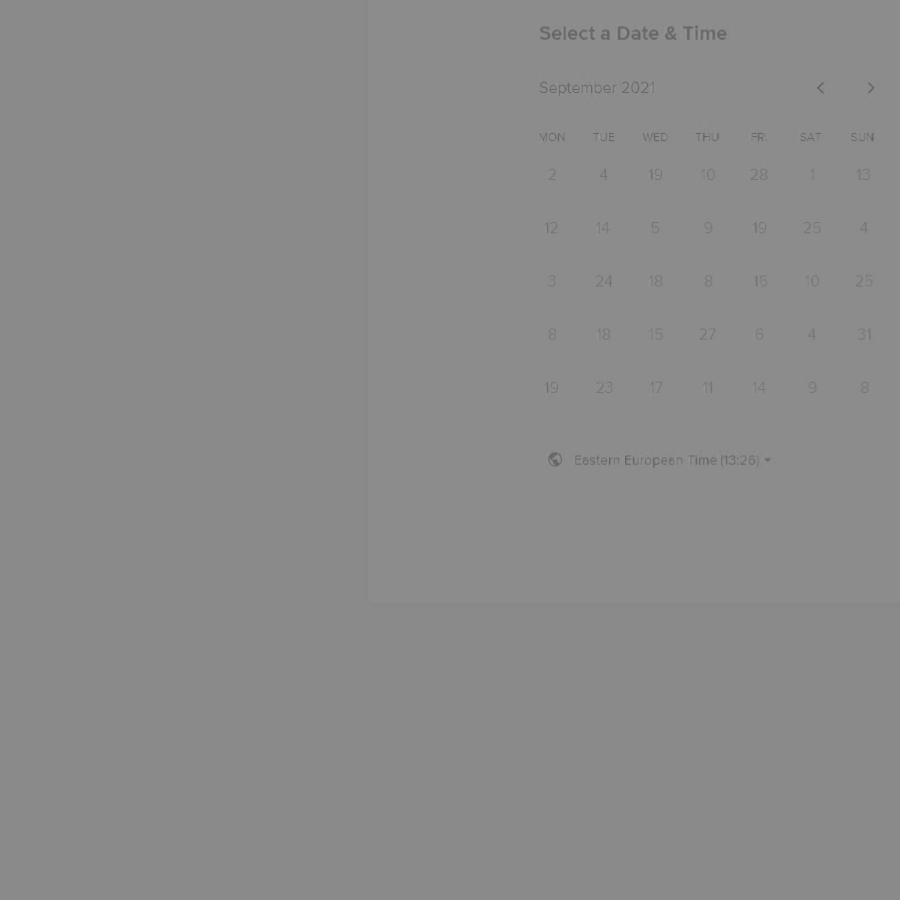 Select a Date & Time
September 2021
MON TUE WED THU FRI SAT SUN
2 4 19 10 28 1 13
12 14 5 9 19 25 4
3 24 18 8 15 10 25
8 18 15 27 6 4 31
19 23 17 11 14 9 8
Eastern European Time (13:26)